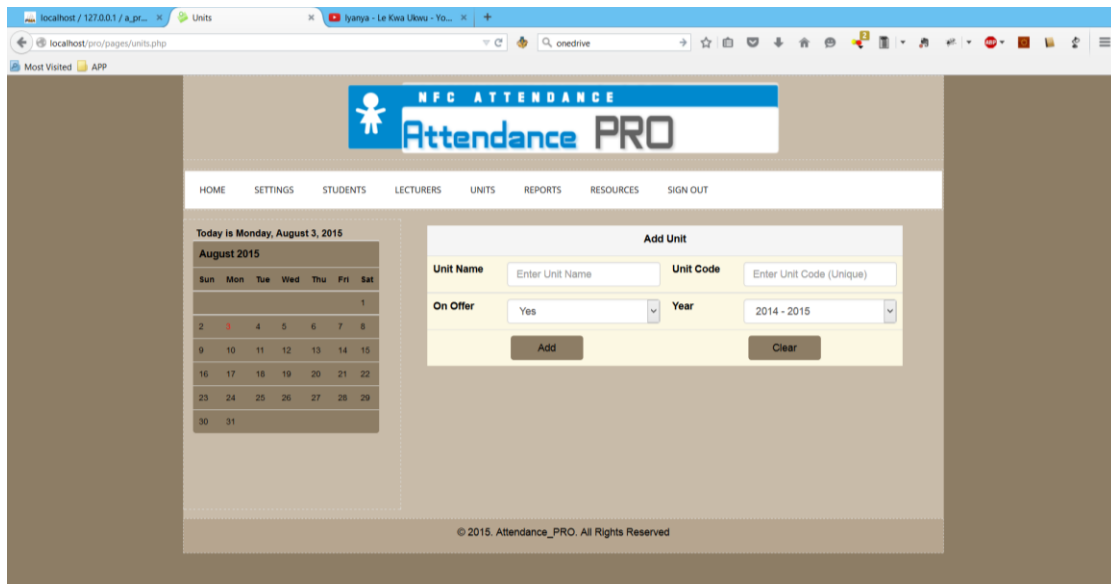 localhost / 127.0.0.1 / a_pr...
Units
Iyanya - Le Kwa Ukwu - Yo...
localhost/pro/pages/units.php
onedrive
2
ABP
Most Visited
APP
NFC ATTENDANCE
Attendance PRO
HOME SETTINGS STUDENTS LECTURERS UNITS REPORTS RESOURCES SIGN OUT
Today is Monday, August 3, 2015
August 2015
Sun Mon Tue Wed Thu Fri Sat
1
2 3 4 5 6 7 8
9 10 11 12 13 14 15
16 17 18 19 20 21 22
23 24 25 26 27 28 29
30 31
Add Unit
Unit Name Enter Unit Name Unit Code Enter Unit Code (Unique)
On Offer Yes Year 2014 - 2015
Add Clear
© 2015. Attendance_PRO. All Rights Reserved